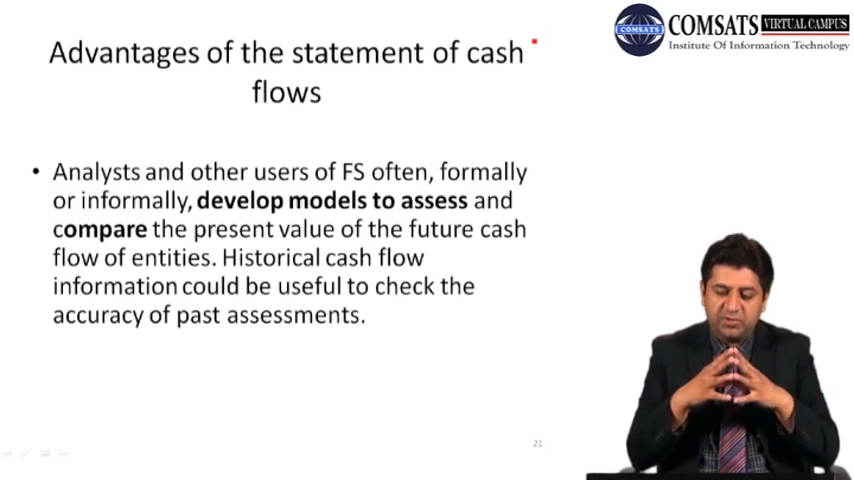 Advantages of the statement of cash
flows
• Analysts and other users of FS often, formally
or informally, develop models to assess and
compare the present value of the future cash
flow of entities. Historical cash flow
information could be useful to check the
accuracy of past assessments.
21
COMSATS
COMSATS VIRTUAL CAMPUS
Institute Of Information Technology